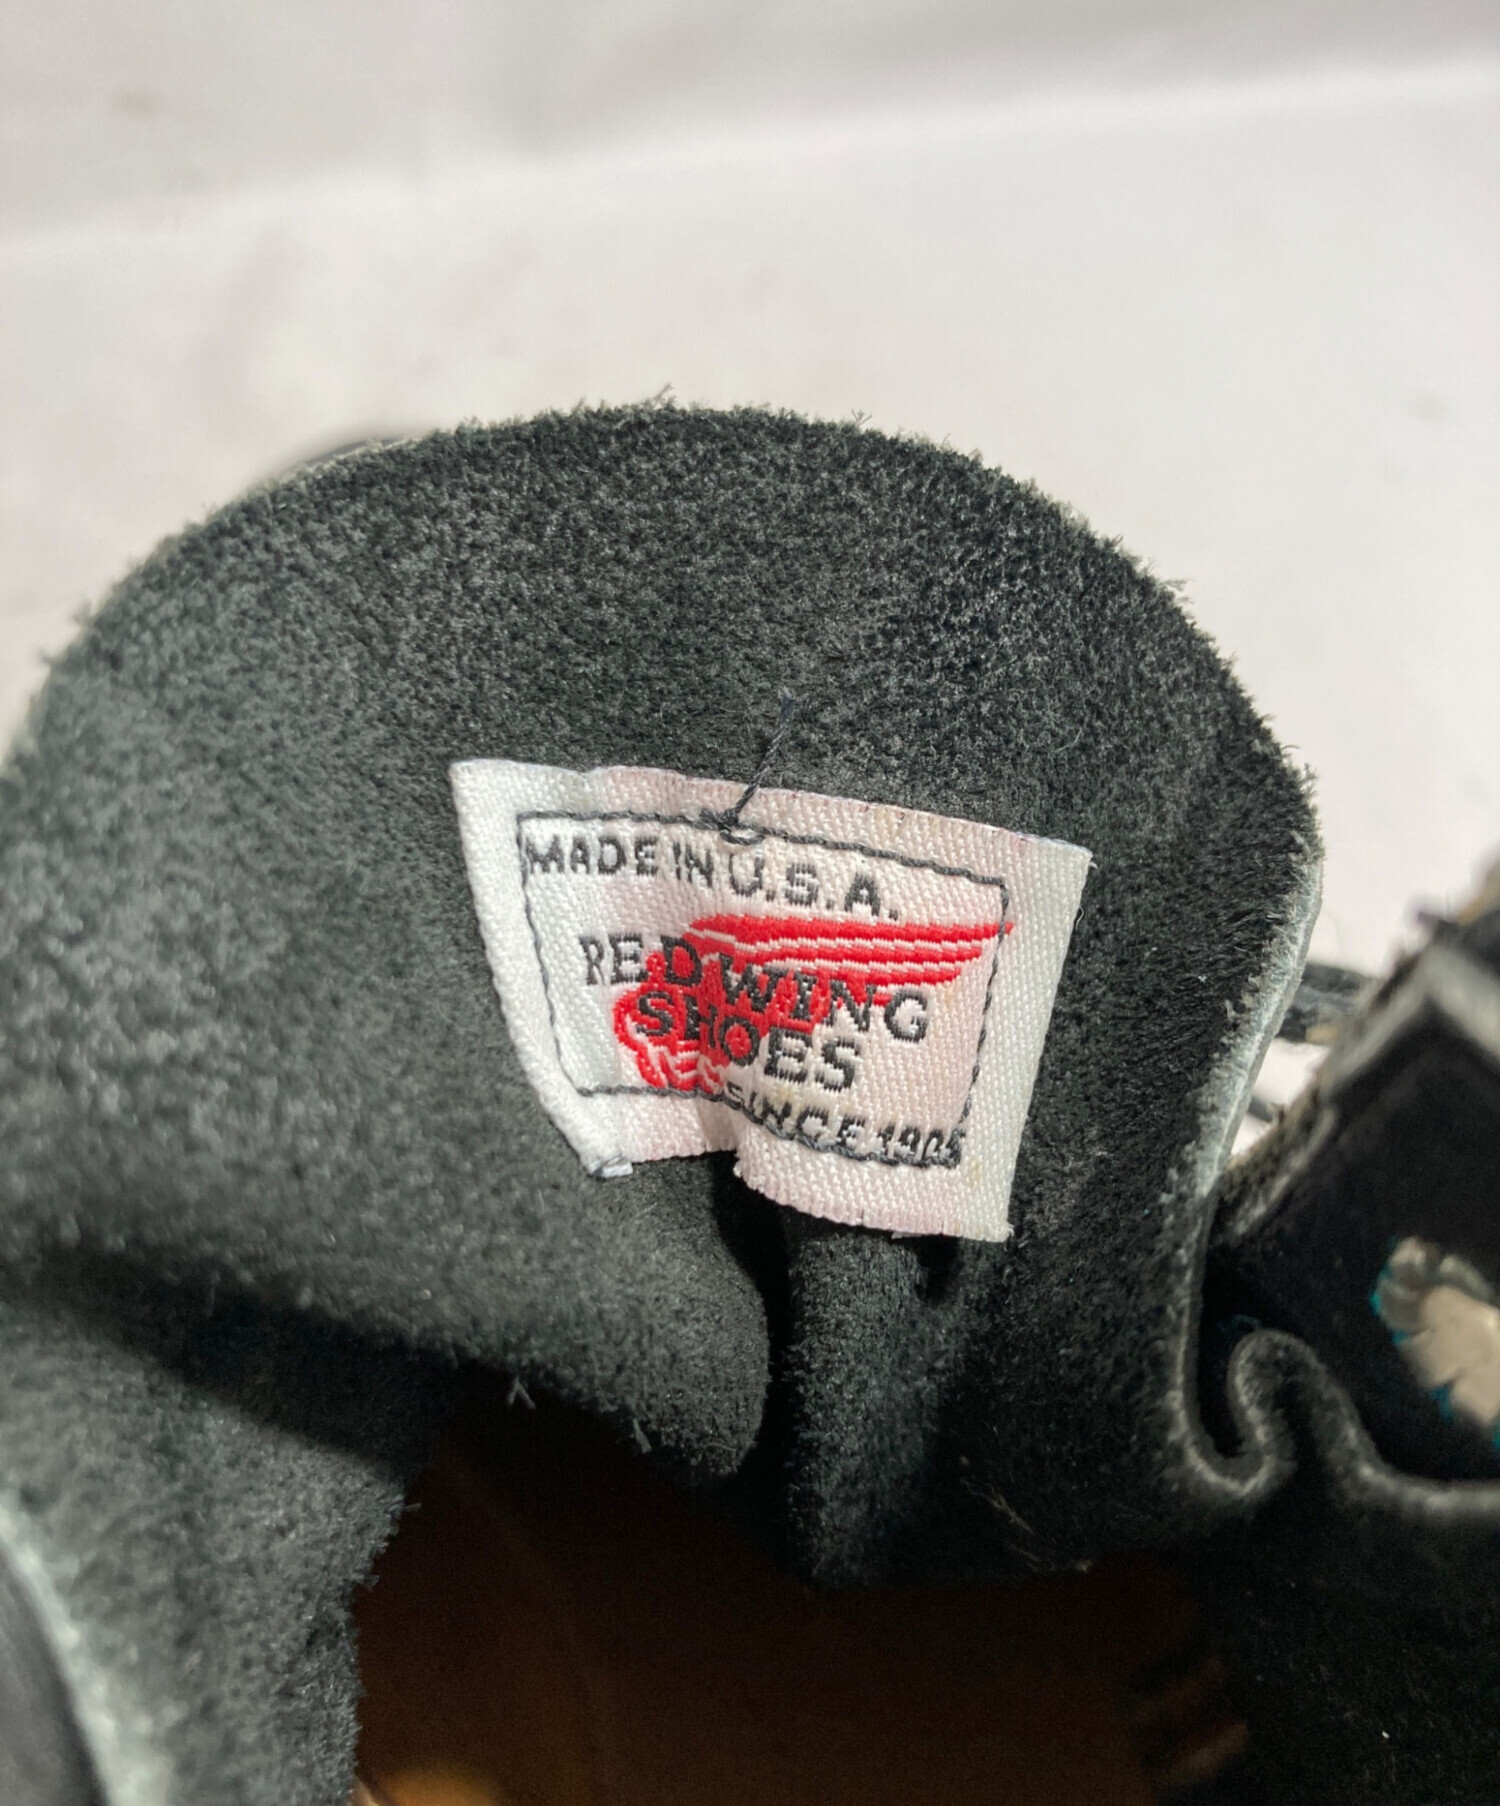 MADE IN U.S.A.
RED WING
SHOES
SINCE 1905